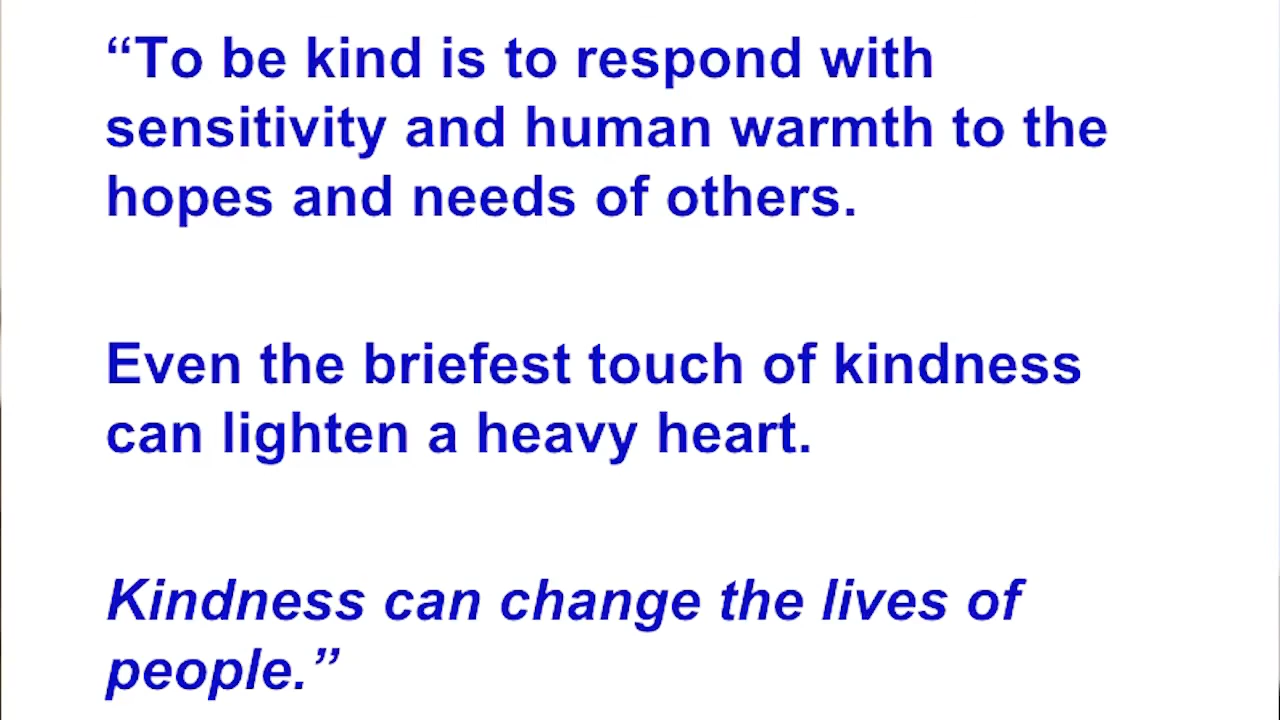 “To be kind is to respond with
sensitivity and human warmth to the
hopes and needs of others.
Even the briefest touch of kindness
can lighten a heavy heart.
Kindness can change the lives of
people.”